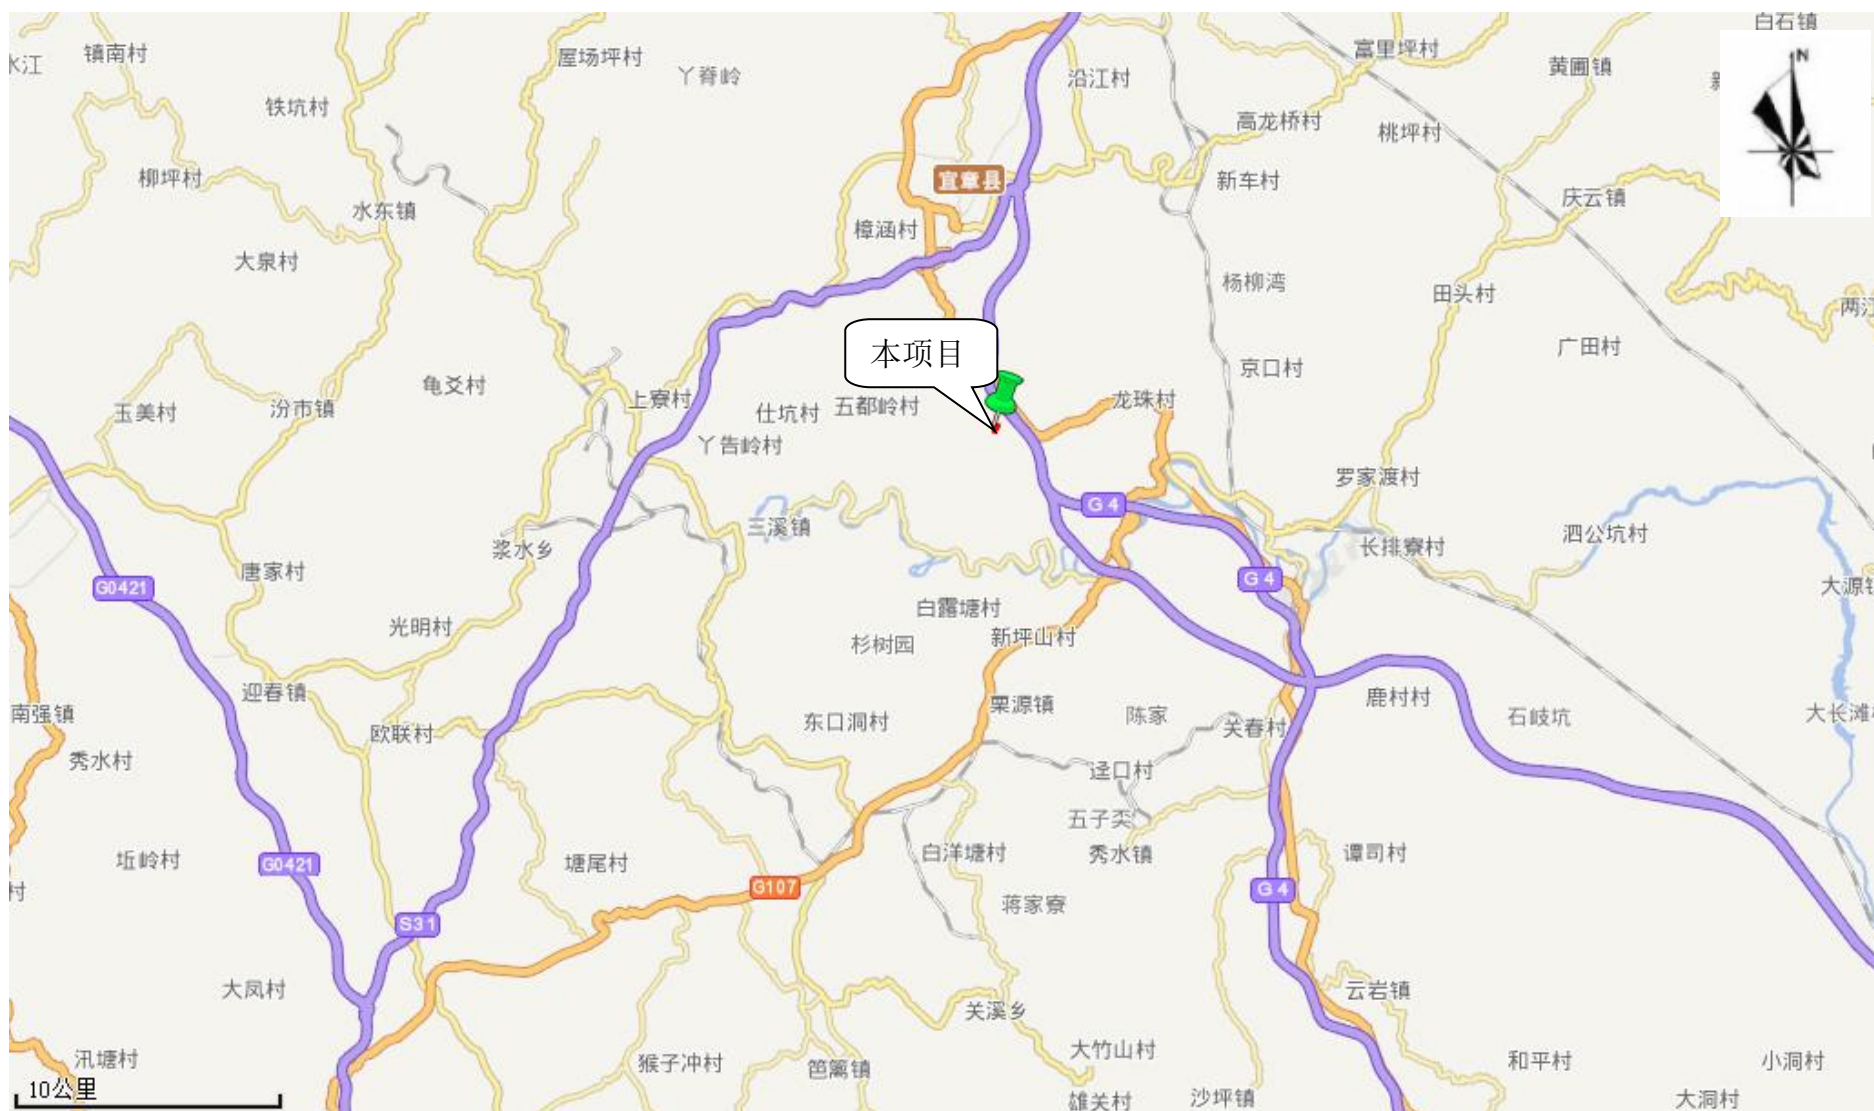 白石镇
镇南村
屋场坪村
丫脊岭
沿江村
富里坪村
黄圃镇
N
铁坑村
高龙桥村
桃坪村
柳坪村
水东镇
宜章县
新车村
庆云镇
樟涵村
大泉村
杨柳湾
田头村
本项目
广田村
京口村
龟爻村
上寮村
仕坑村
五都岭村
龙珠村
玉美村
汾市镇
丫告岭村
罗家渡村
G4
三溪镇
浆水乡
长排寮村
泗公坑村
唐家村
G0421
G4
大源镇
光明村
白露塘村
杉树园
新坪山村
迎春镇
南强镇
欧联村
东口洞村
栗源镇
陈家
关春村
鹿村村
石岐坑
大长滩
秀水村
迳口村
五子奕
坵岭村
G0421
塘尾村
白洋塘村
秀水镇
谭司村
G107
G4
蒋家寮
S31
大凤村
关溪乡
云岩镇
汛塘村
猴子冲村
笆篱镇
大竹山村
和平村
小洞村
10公里
雄关村
沙坪镇
大洞村